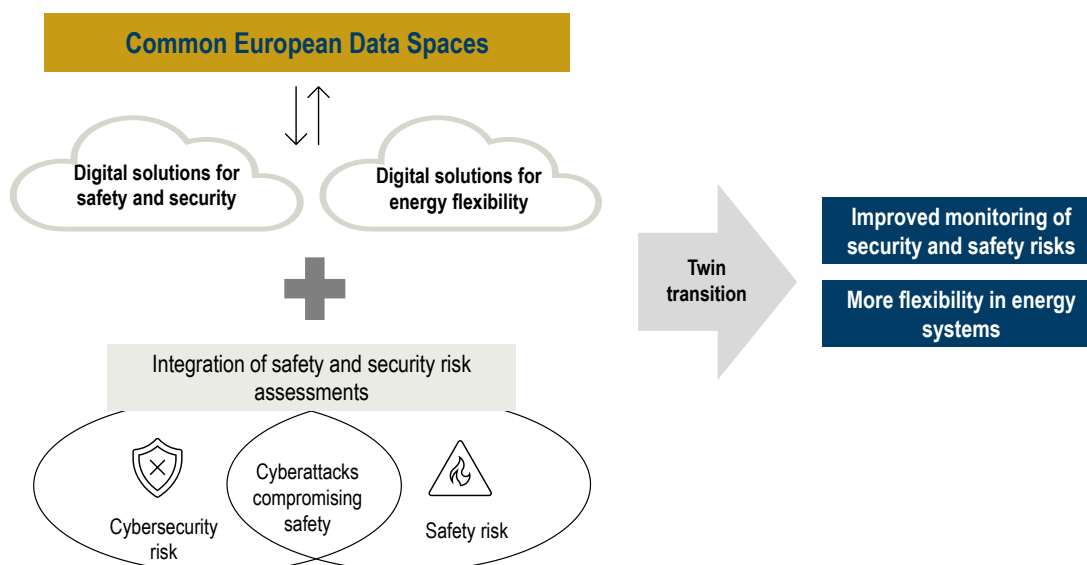 Common European Data Spaces
Digital solutions for
safety and security
Digital solutions for
energy flexibility
Integration of safety and security risk
assessments
Cybersecurity
risk
Cyberattacks
compromising
safety
Safety risk
Twin
transition
Improved monitoring of
security and safety risks
More flexibility in energy
systems